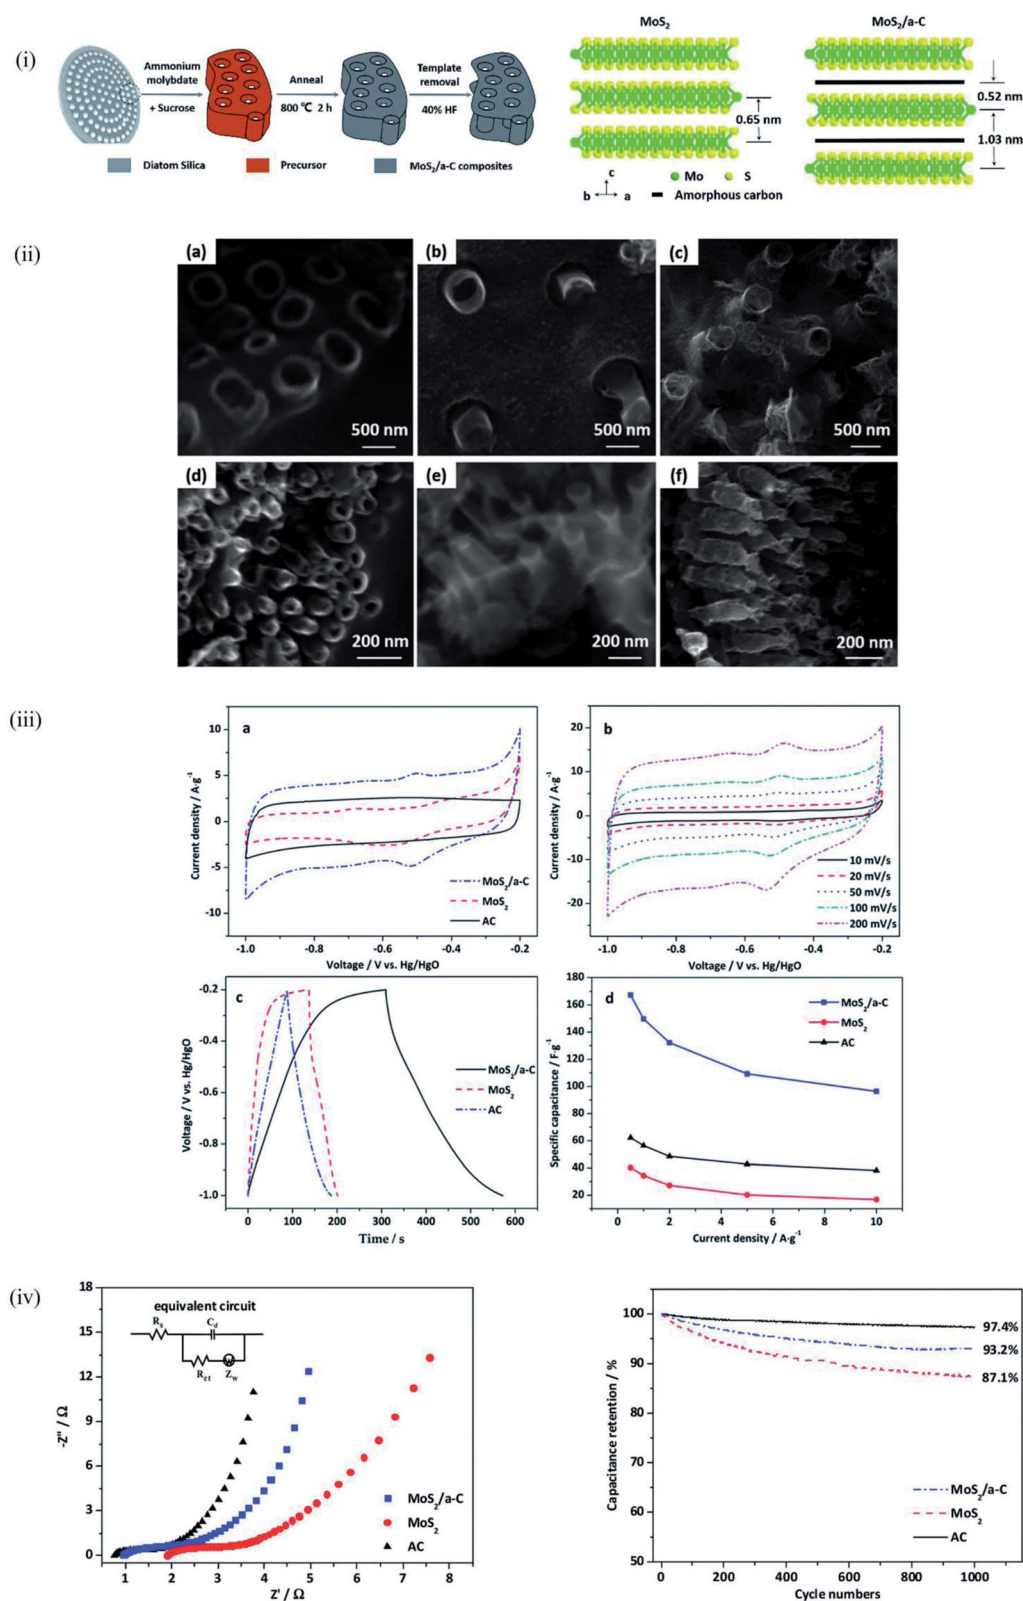 (i)
Ammonium
molybdate
+ Sucrose
Anneal
800 ℃ 2 h
Template
removal
40% HF
Diatom Silica
Precursor
MoS2/a-C composites
MoS2
0.65 nm
c
b
a
Mo
S
Amorphous carbon
MoS2/a-C
0.52 nm
1.03 nm
(ii)
(a)
500 nm
(b)
500 nm
(c)
500 nm
(d)
200 nm
(e)
200 nm
(f)
200 nm
(iii)
a
Current density / A·g-1
10
5
0
-5
-10
-1.0 -0.8 -0.6 -0.4 -0.2
Voltage / V vs. Hg/HgO
MoS2/a-C
MoS2
AC
b
Current density / A·g-1
20
10
0
-10
-20
-1.0 -0.8 -0.6 -0.4 -0.2
Voltage / V vs. Hg/HgO
10 mV/s
20 mV/s
50 mV/s
100 mV/s
200 mV/s
c
Voltage / V vs. Hg/HgO
-0.2
-0.4
-0.6
-0.8
-1.0
0 100 200 300 400 500 600
Time / s
MoS2/a-C
MoS2
AC
d
Specific capacitance / F·g-1
180
160
140
120
100
80
60
40
20
0 2 4 6 8 10
Current density / A·g-1
MoS2/a-C
MoS2
AC
(iv)
-Z'' / Ω
18
15
12
9
6
3
0
1 2 3 4 5 6 7 8
Z' / Ω
equivalent circuit
Rs
Cd
Rct
Zw
W
MoS2/a-C
MoS2
AC
Capacitance retention / %
100
90
80
70
60
50
0 200 400 600 800 1000
Cycle numbers
97.4%
93.2%
87.1%
MoS2/a-C
MoS2
AC